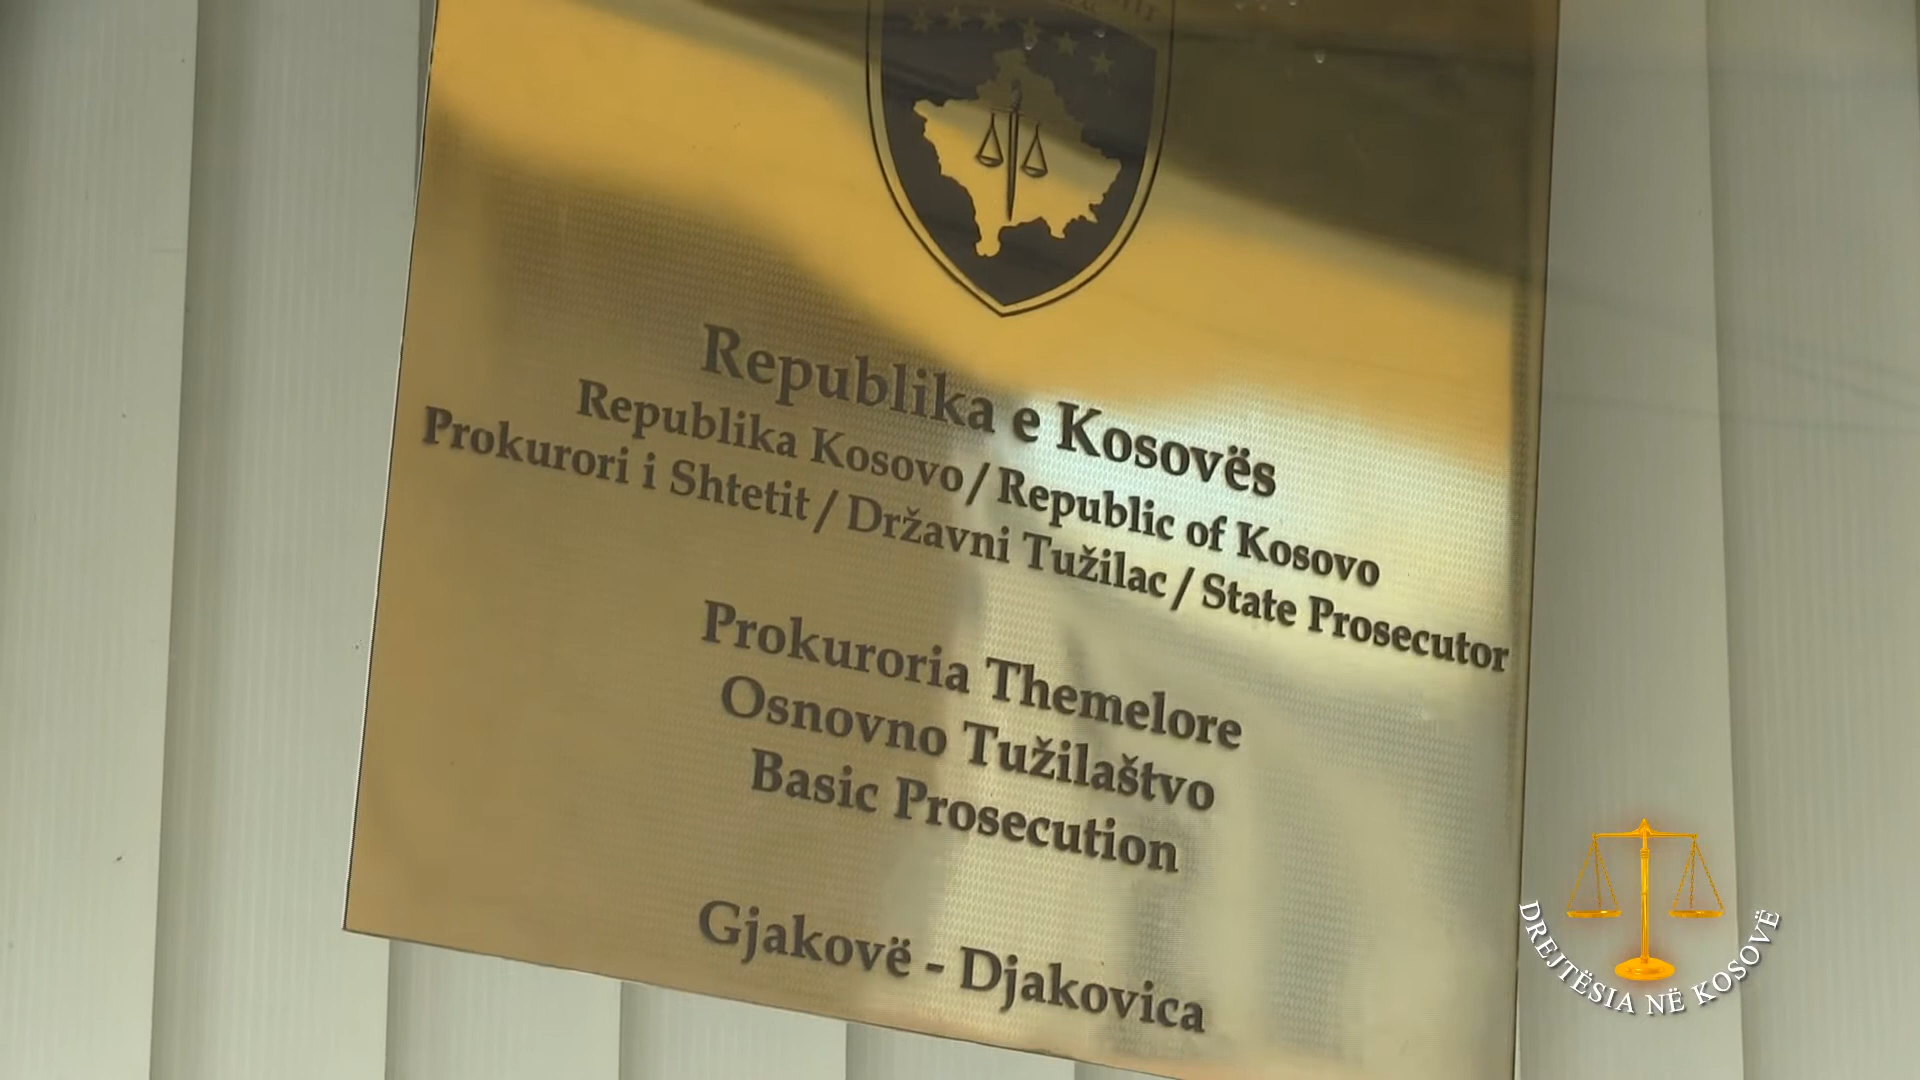 Republika e Kosovës
Republika Kosovo / Republic of Kosovo
Prokurori i Shtetit / Državni Tužilac / State Prosecutor
Prokuroria Themelore
Osnovno Tužilaštvo
Basic Prosecution
Gjakovë - Djakovica
DREJTËSIA NË KOSOVË